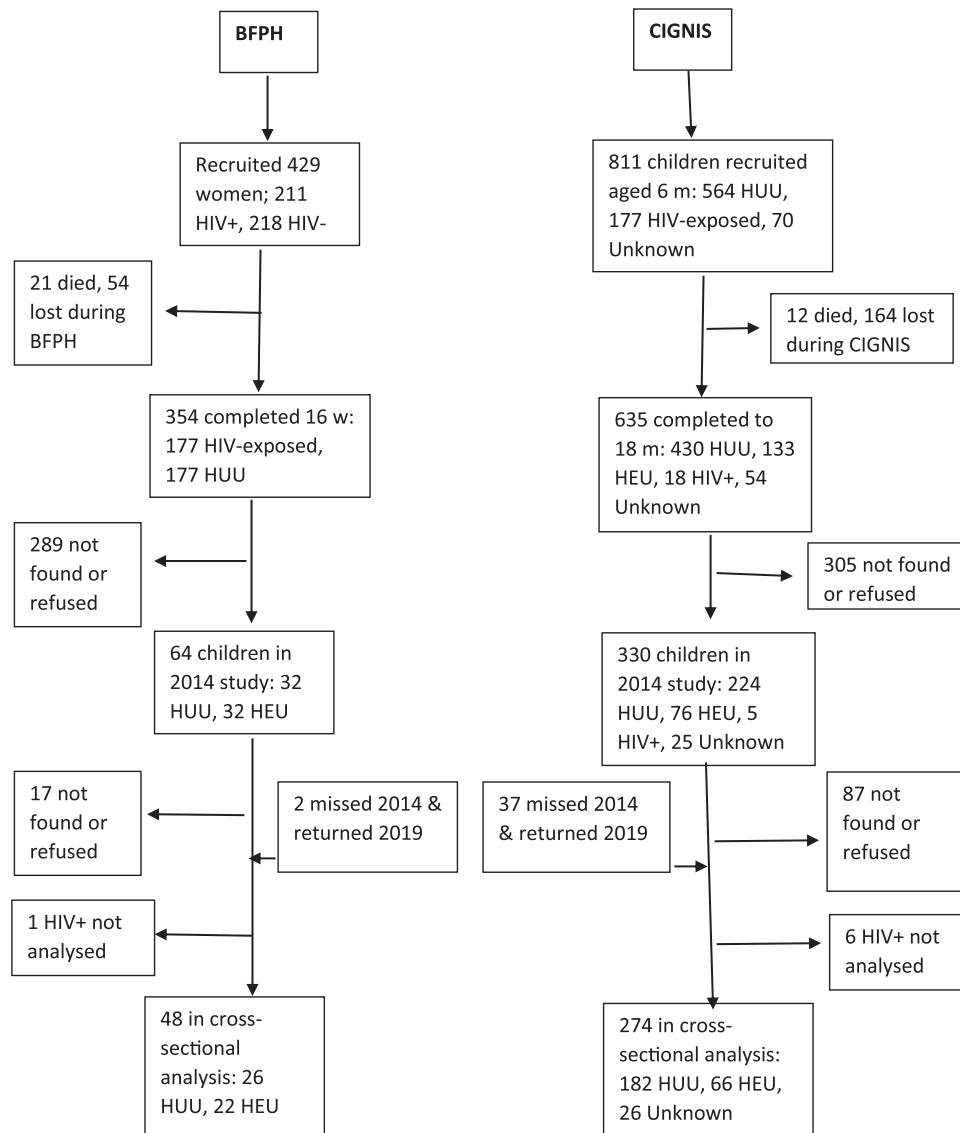 BFPH
Recruited 429
women; 211
HIV+, 218 HIV-
21 died, 54
lost during
BFPH
354 completed 16 w:
177 HIV-exposed,
177 HUU
289 not
found or
refused
64 children in
2014 study: 32
HUU, 32 HEU
17 not
found or
refused
2 missed 2014 &
returned 2019
1 HIV+ not
analysed
48 in cross-
sectional
analysis: 26
HUU, 22 HEU
CIGNIS
811 children recruited
aged 6 m: 564 HUU,
177 HIV-exposed, 70
Unknown
12 died, 164 lost
during CIGNIS
635 completed to
18 m: 430 HUU, 133
HEU, 18 HIV+, 54
Unknown
305 not found
or refused
330 children in
2014 study: 224
HUU, 76 HEU, 5
HIV+, 25 Unknown
37 missed 2014
& returned 2019
87 not
found or
refused
6 HIV+ not
analysed
274 in cross-
sectional analysis:
182 HUU, 66 HEU,
26 Unknown